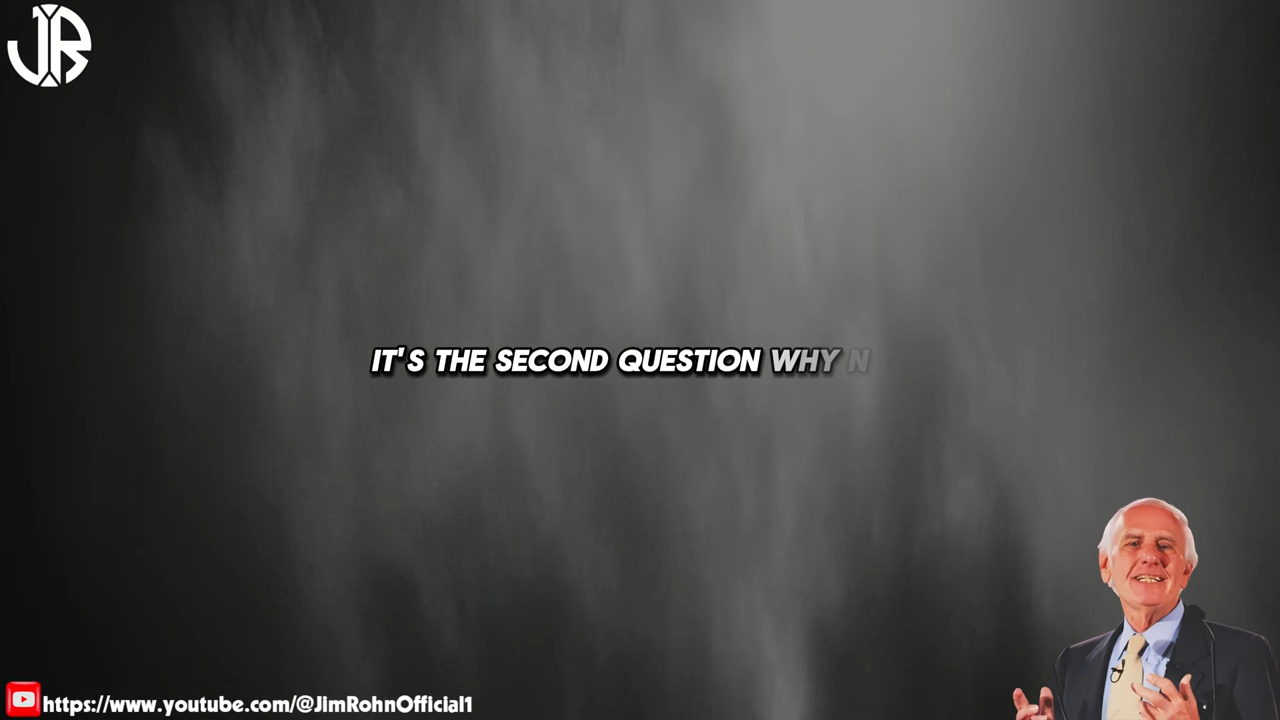 JR
IT'S THE SECOND QUESTION WHY N
https://www.youtube.com/@JimRohnOfficial1